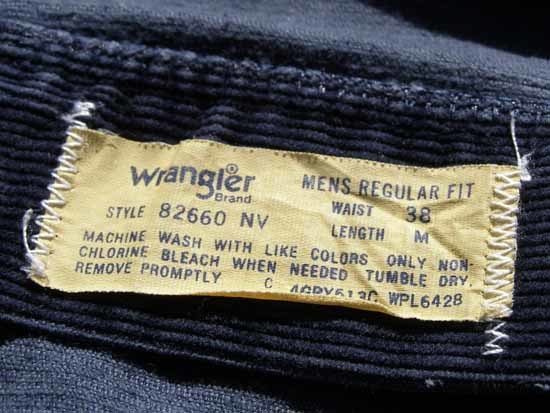 Wrangler® MENS REGULAR FIT
Brand WAIST 38
STYLE 82660 NV LENGTH M
MACHINE WASH WITH LIKE COLORS ONLY NON-
CHLORINE BLEACH WHEN NEEDED TUMBLE DRY.
REMOVE PROMPTLY C WPL6428